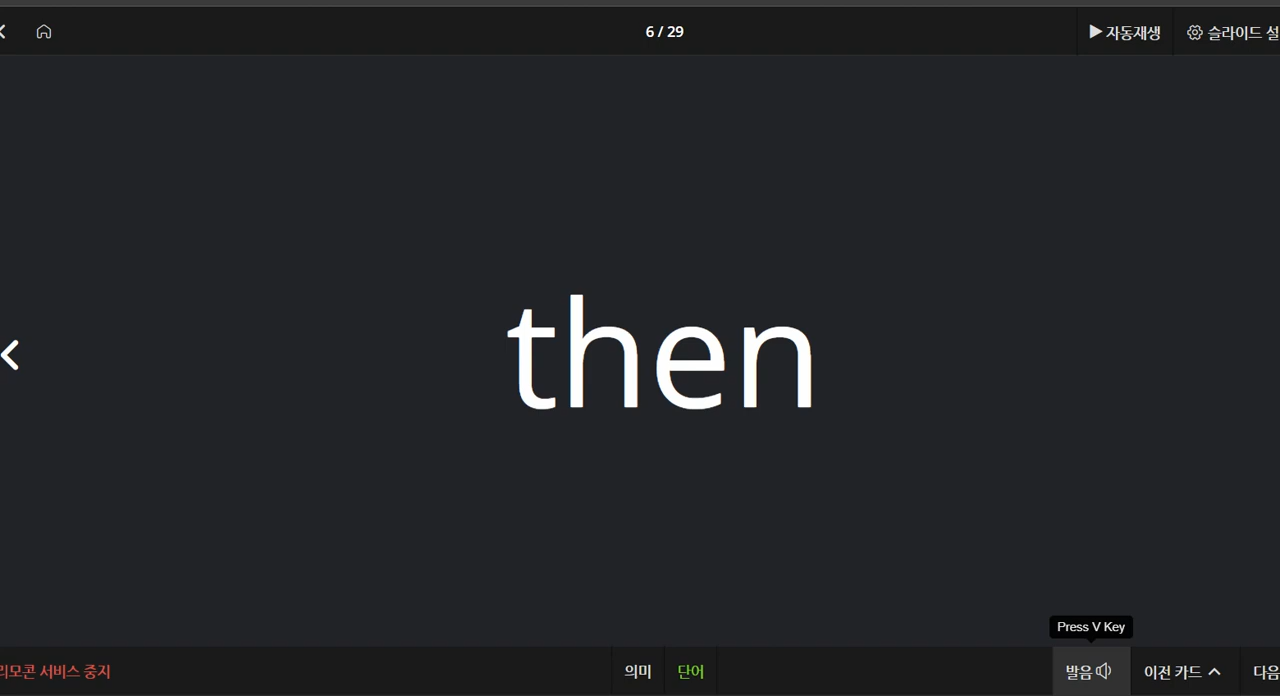 6 / 29
자동재생
슬라이드 설
then
Press V Key
리모콘 서비스 중지
의미
단어
발음
이전 카드
다음